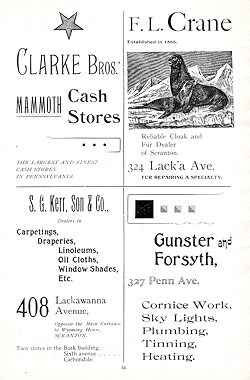 CLARKE BROS.'
MAMMOTH Cash
Stores
THE LARGEST AND FINEST
CASH STORES
IN PENNSYLVANIA
F. L. Crane
Established in 1866.
Reliable Cloak and
Fur Dealer
of Scranton.
324 Lack'a Ave.
FUR REPAIRING A SPECIALTY.
S. G. Kerr, Son & Co.,
Dealers in
Carpetings,
Draperies,
Linoleums,
Oil Cloths,
Window Shades,
Etc.
408 Lackawanna
Avenue,
Opposite the Main Entrance
to Wyoming House,
SCRANTON.
Two stores in the Burk building,
Sixth avenue
Carbondale.
Gunster and
Forsyth,
327 Penn Ave.
Cornice Work,
Sky Lights,
Plumbing,
Tinning,
Heating.